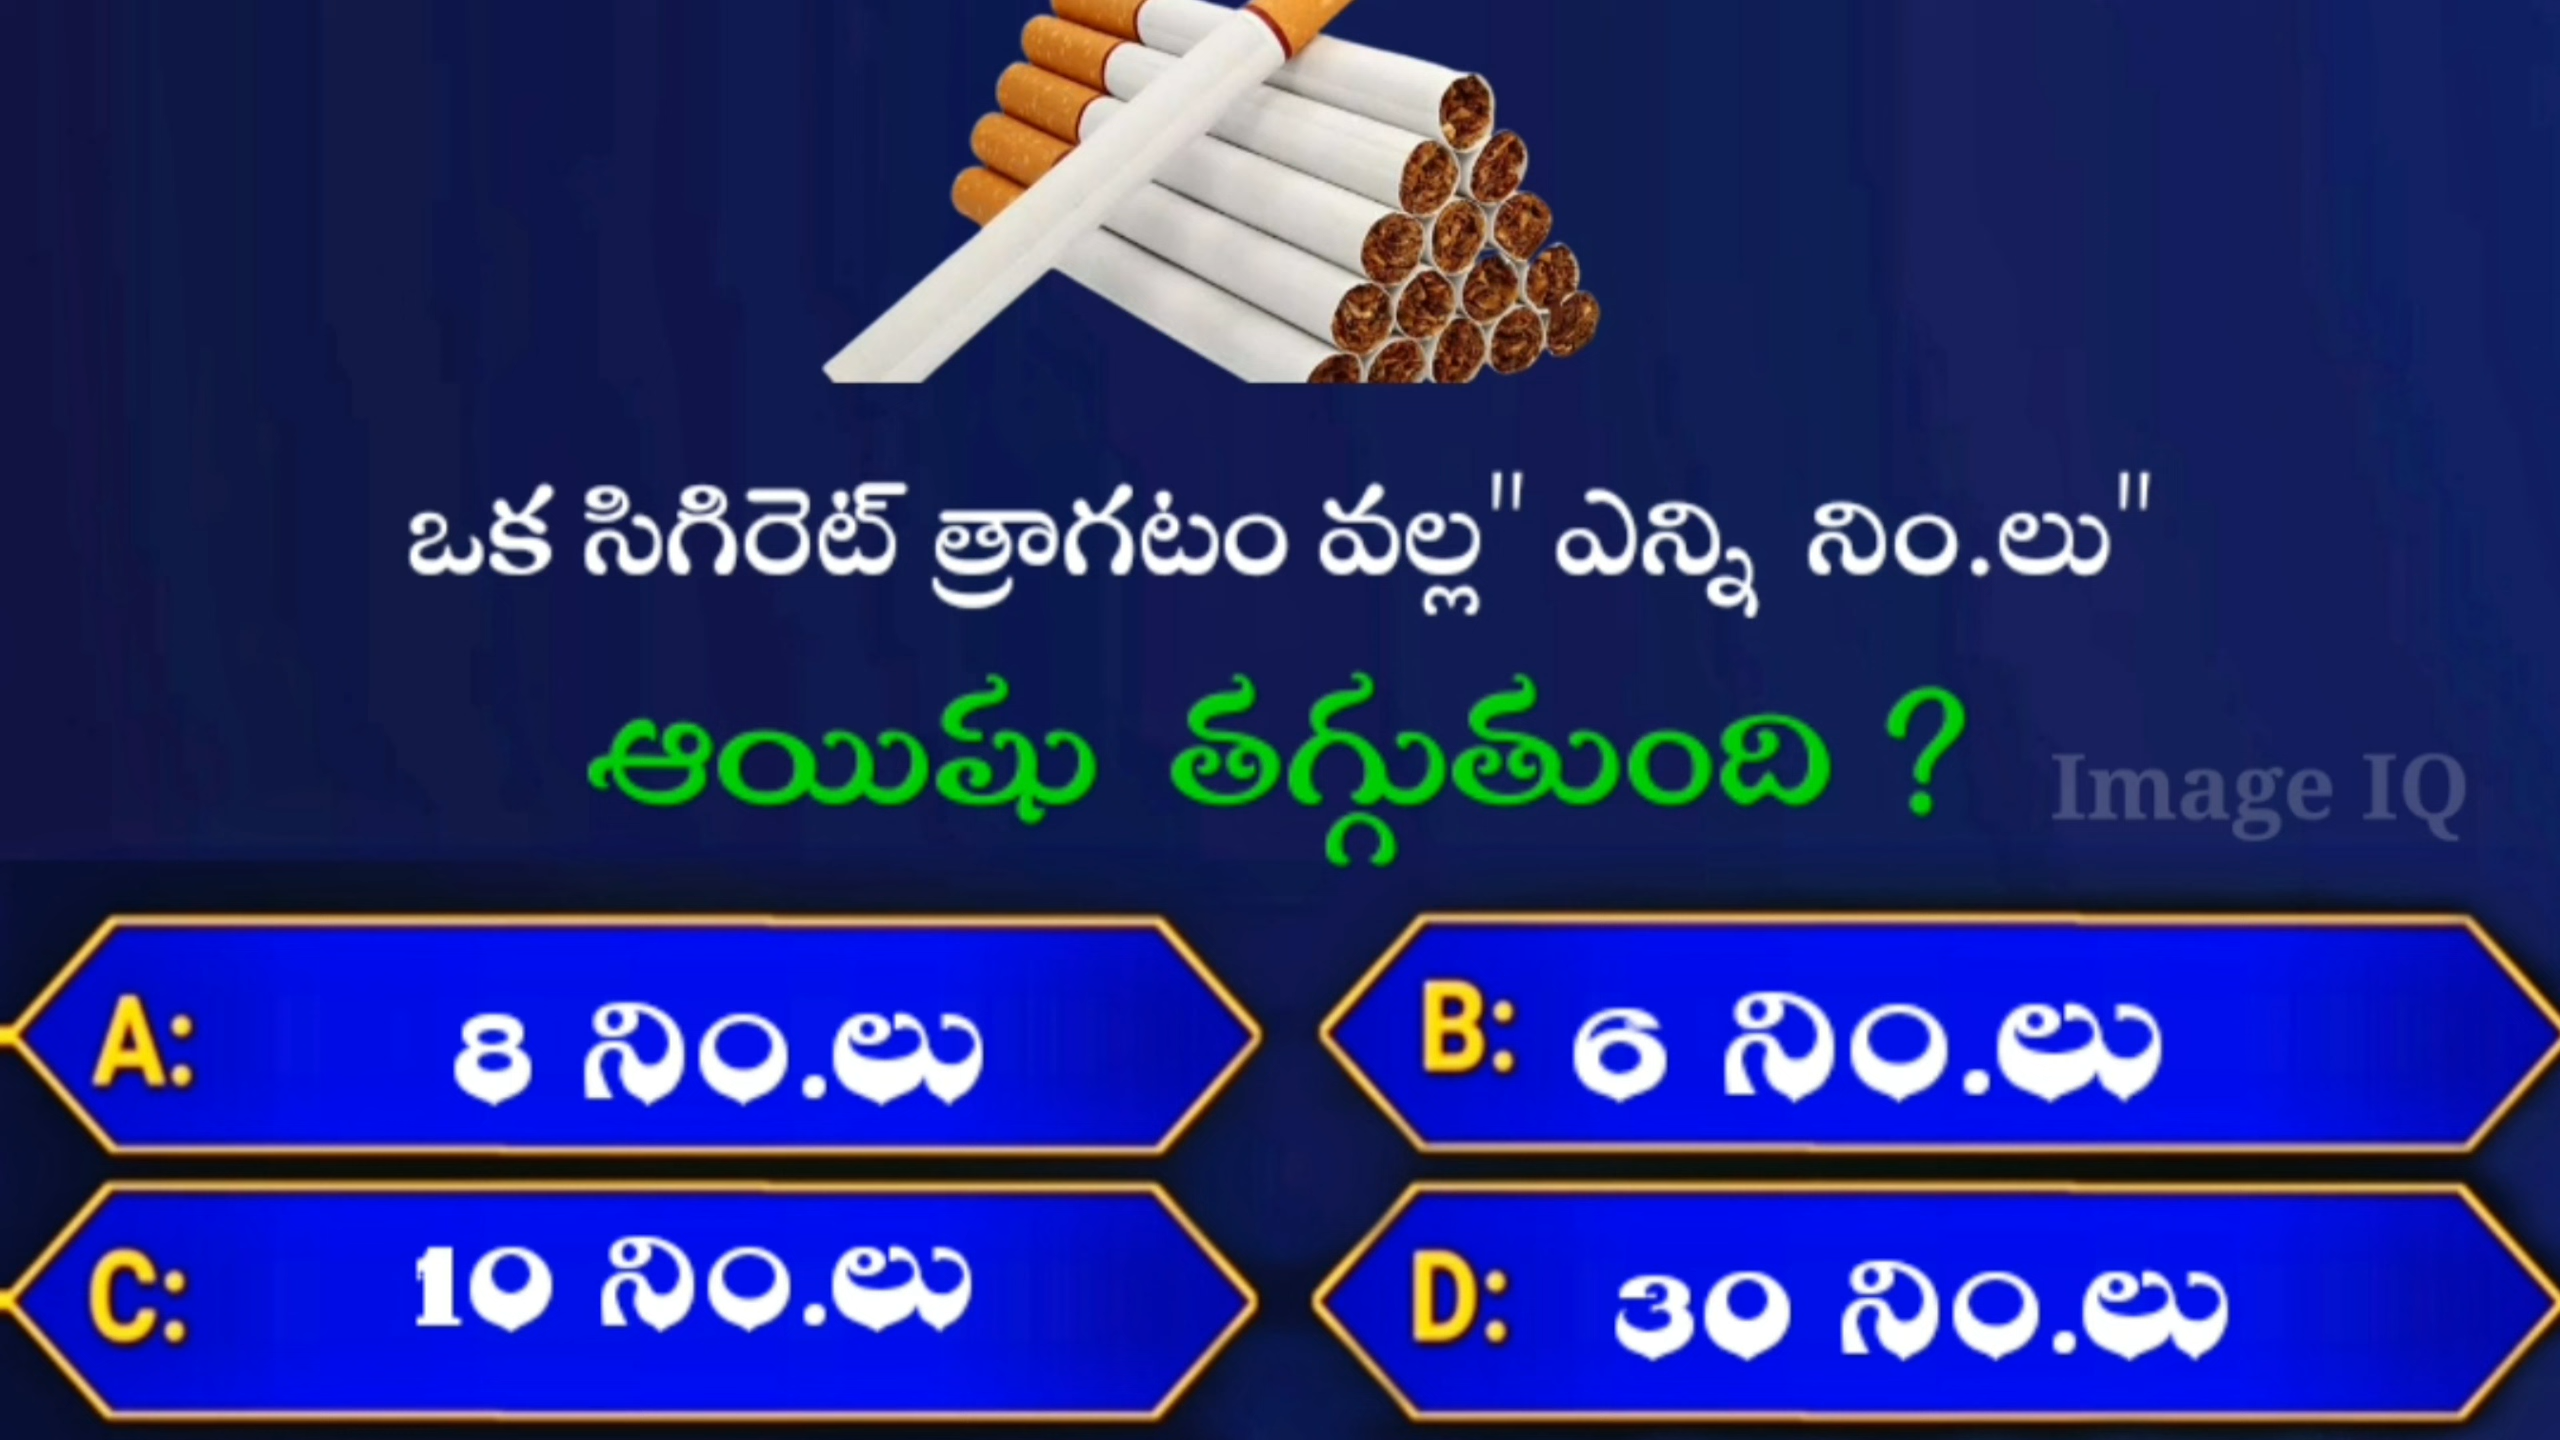 ఒక సిగిరెట్ త్రాగటం వల్ల" ఎన్ని నిం.లు"
ఆయిషు తగ్గుతుంది ?
Image IQ
A: 8 నిం.లు
B: 6 నిం.లు
C: 10 నిం.లు
D: 30 నిం.లు